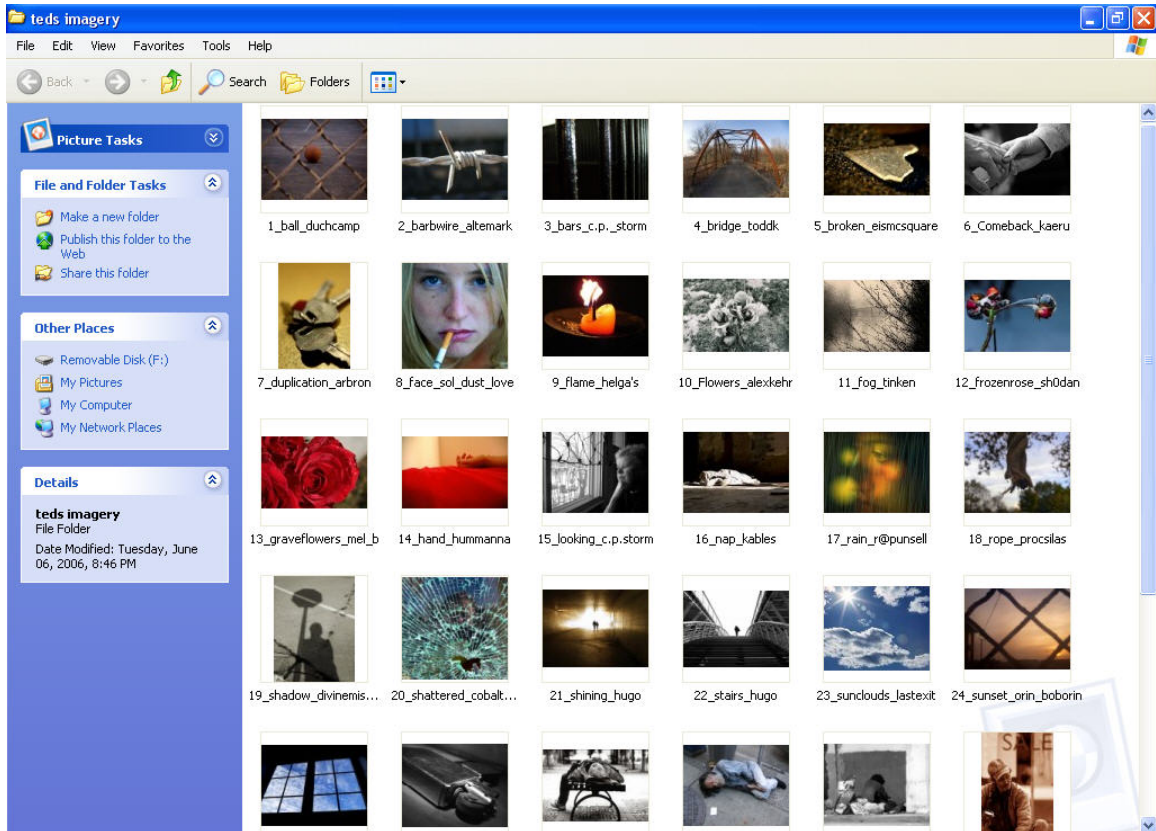 teds imagery
File Edit View Favorites Tools Help
Back Search Folders
Picture Tasks
File and Folder Tasks
Make a new folder
Publish this folder to the
Web
Share this folder
Other Places
Removable Disk (F:)
My Pictures
My Computer
My Network Places
Details
teds imagery
File Folder
Date Modified: Tuesday, June
06, 2006, 8:46 PM
1_ball_duchcamp 2_barbwire_altemark 3_bars_c.p._storm 4_bridge_toddk 5_broken_eismcsquare 6_Comeback_kaeru
7_duplication_arbron 8_face_sol_dust_love 9_flame_helga's 10_Flowers_alexkehr 11_fog_tinken 12_frozenrose_sh0dan
13_graveflowers_mel_b 14_hand_hummanna 15_looking_c.p.storm 16_nap_kables 17_rain_r@punsell 18_rope_procsilas
19_shadow_divinemis... 20_shattered_cobalt... 21_shining_hugo 22_stairs_hugo 23_sunclouds_lastexit 24_sunset_orin_boborin
SALE